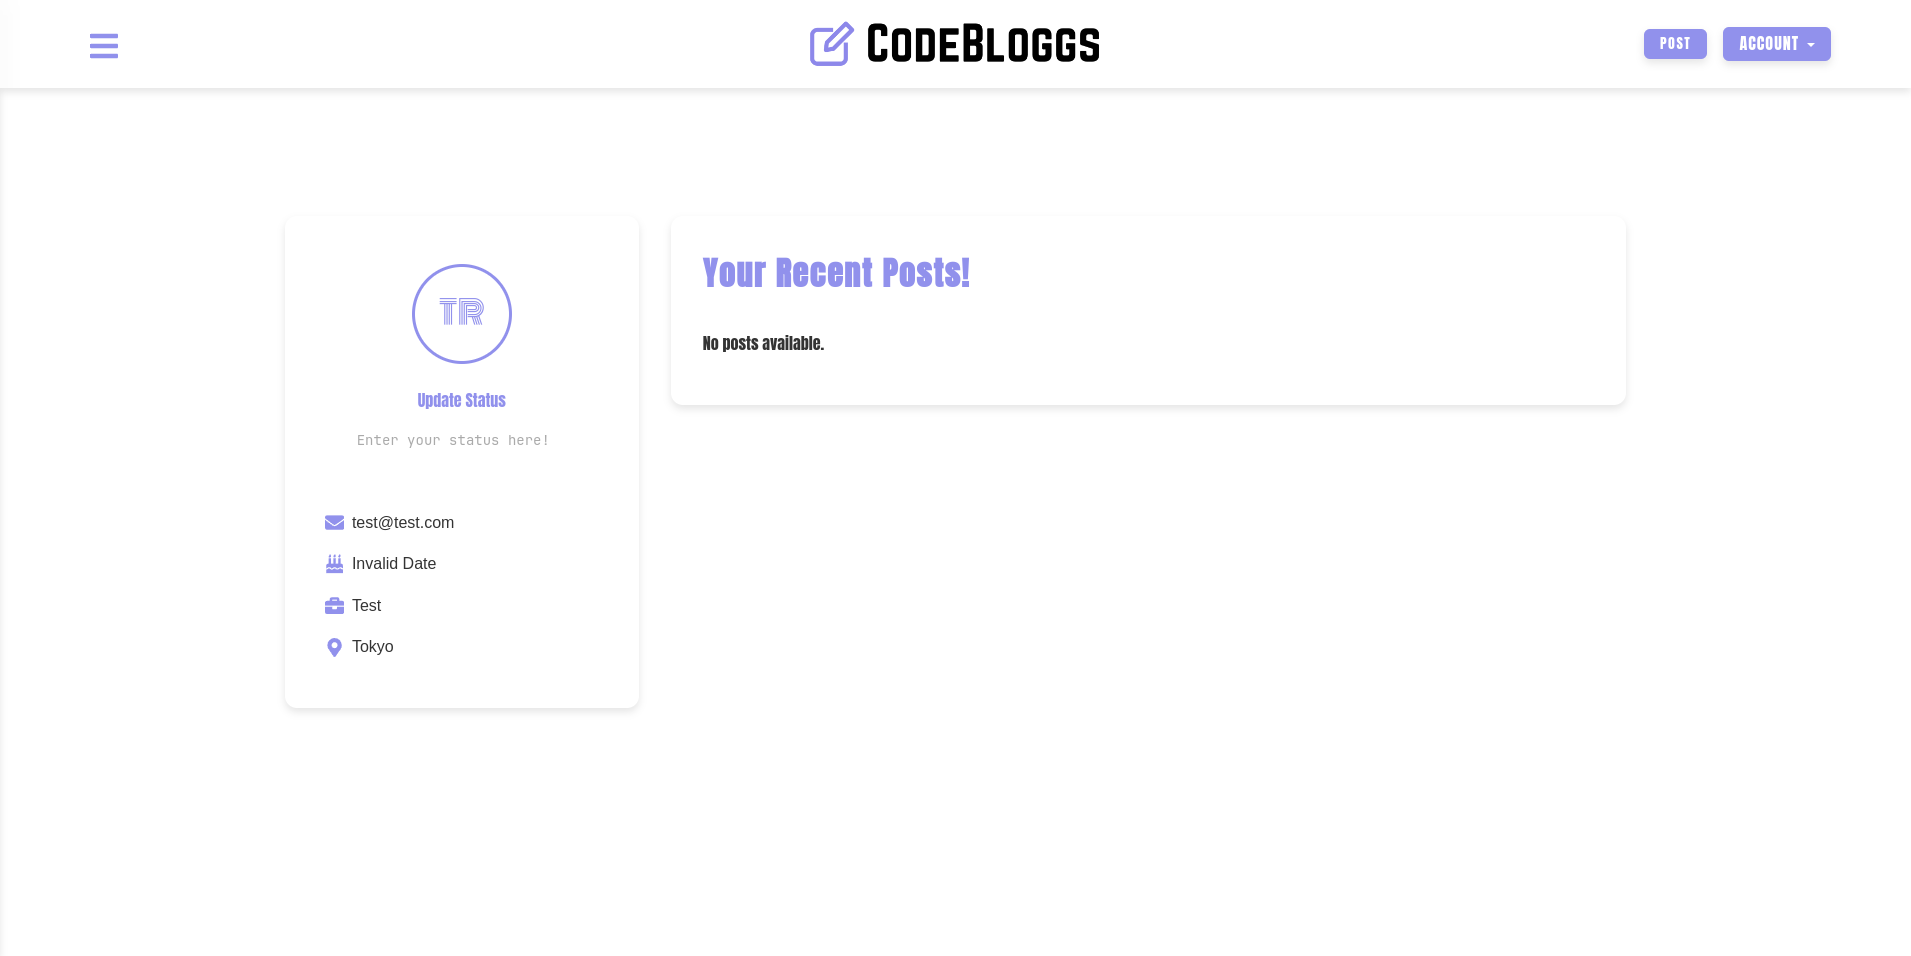 CodeBloggs
POST
ACCOUNT
TR
Update Status
Enter your status here!
test@test.com
Invalid Date
Test
Tokyo
Your Recent Posts!
No posts available.